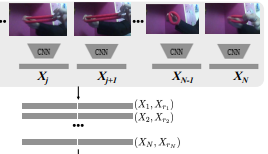 ... ... ...
CNN CNN CNN CNN
X_j X_{j+1} X_{N-1} X_N
(X_1, X_{r_1})
(X_2, X_{r_2})
...
(X_N, X_{r_N})